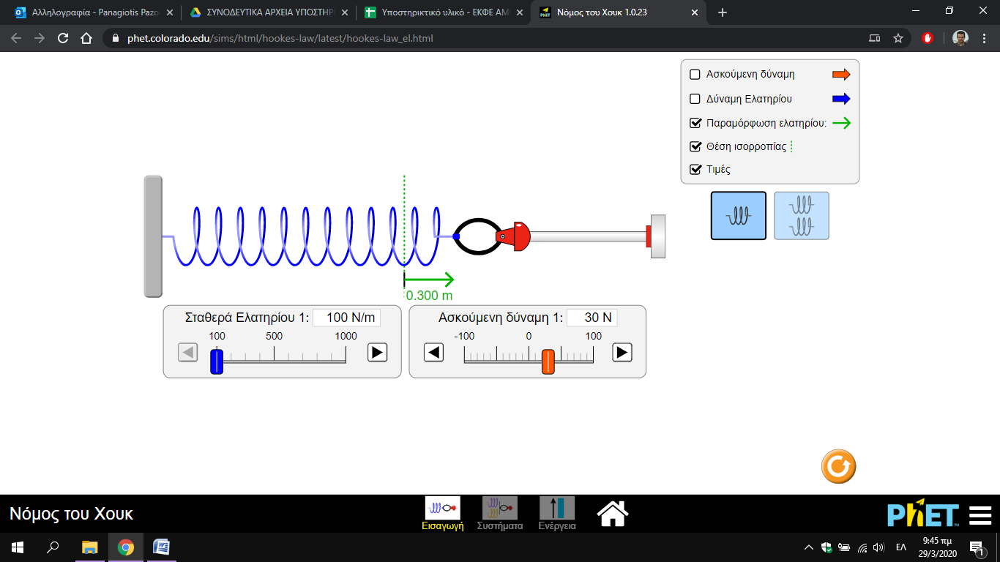 Αλληλογραφία - Panagiotis Pazo
ΣΥΝΟΔΕΥΤΙΚΑ ΑΡΧΕΙΑ ΥΠΟΣΤΗΡ
Υποστηρικτικό υλικό - ΕΚΦΕ ΑΜ
Νόμος του Χουκ 1.0.23
phet.colorado.edu/sims/html/hookes-law/latest/hookes-law_el.html
Ασκούμενη δύναμη
Δύναμη Ελατηρίου
Παραμόρφωση ελατηρίου:
Θέση ισορροπίας
Τιμές
0.300 m
Σταθερά Ελατηρίου 1: 100 N/m
100 500 1000
Ασκούμενη δύναμη 1: 30 N
-100 0 100
Νόμος του Χουκ
Εισαγωγή
Συστήματα
Ενέργεια
PhET
ΕΛ
9:45 πμ
29/3/2020
1